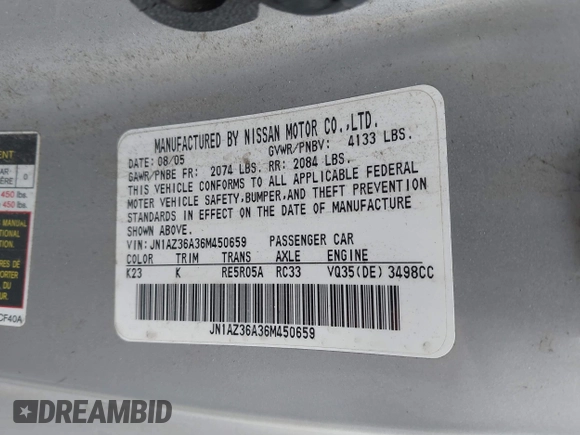 MANUFACTURED BY NISSAN MOTOR CO.,LTD.
DATE: 08/05 GVWR/PNBV: 4133 LBS.
GAWR/PNBE FR: 2074 LBS. RR: 2084 LBS.
THIS VEHICLE CONFORMS TO ALL APPLICABLE FEDERAL
MOTOR VEHICLE SAFETY, BUMPER, AND THEFT PREVENTION
STANDARDS IN EFFECT ON THE DATE OF MANUFACTURE
SHOWN ABOVE.
VIN: JN1AZ36A36M450659 PASSENGER CAR
COLOR TRIM TRANS AXLE ENGINE
K23 K RE5R05A RC33 VQ35(DE) 3498CC
JN1AZ36A36M450659
0
450 lbs.
450 lbs.
MANUAL
CF40A
DREAMBID